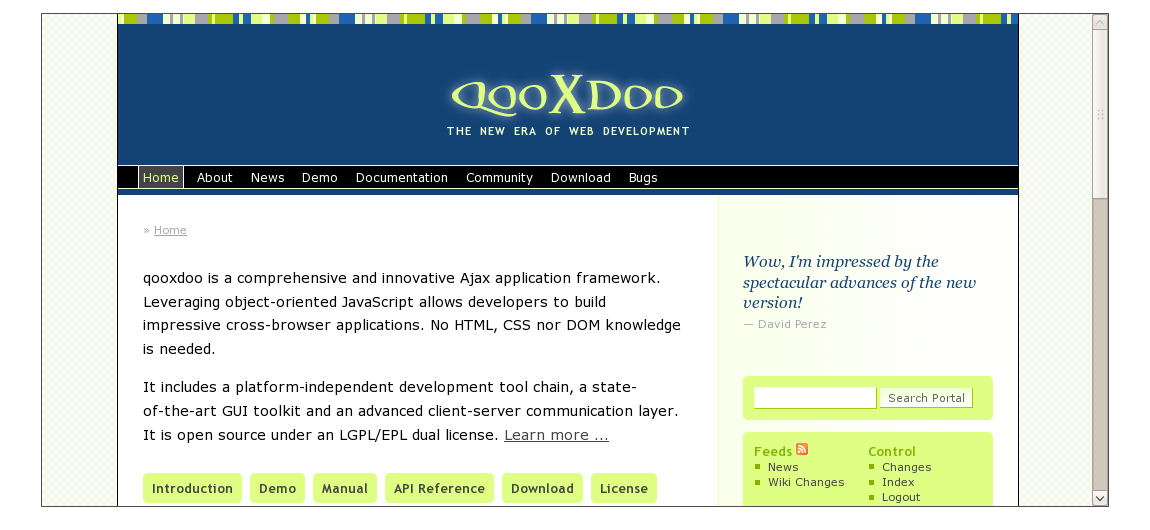 QooXDoo
THE NEW ERA OF WEB DEVELOPMENT
Home About News Demo Documentation Community Download Bugs
» Home
qooxdoo is a comprehensive and innovative Ajax application framework.
Leveraging object-oriented JavaScript allows developers to build
impressive cross-browser applications. No HTML, CSS nor DOM knowledge
is needed.
It includes a platform-independent development tool chain, a state-
of-the-art GUI toolkit and an advanced client-server communication layer.
It is open source under an LGPL/EPL dual license. Learn more ...
Introduction Demo Manual API Reference Download License
Wow, I'm impressed by the
spectacular advances of the new
version!
— David Perez
Search Portal
Feeds Control
News Changes
Wiki Changes Index
Logout